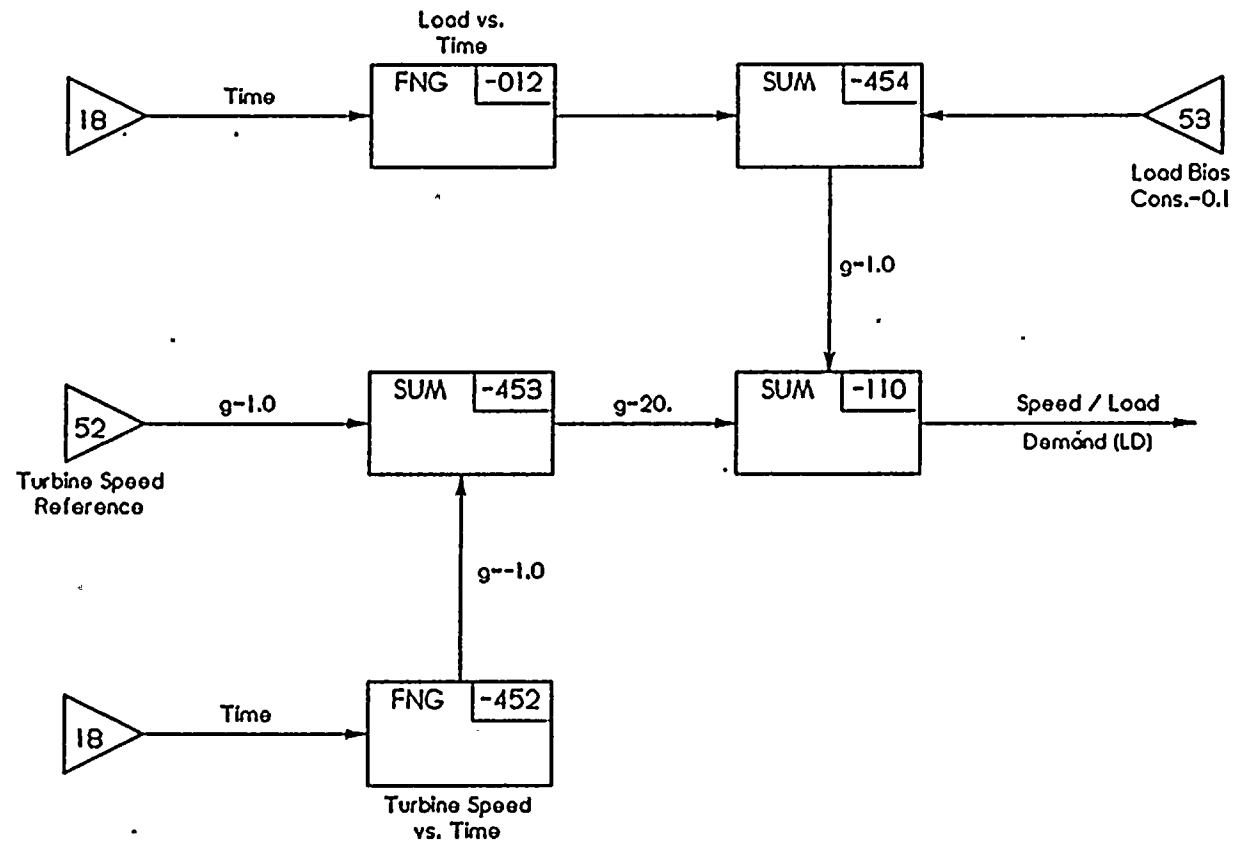 Load vs.
Time
18
Time
FNG
-012
SUM
-454
53
Load Bias
Cons.-0.1
g-1.0
52
Turbine Speed
Reference
g-1.0
SUM
-453
g-20.
SUM
-110
Speed / Load
Demand (LD)
g--1.0
18
Time
FNG
-452
Turbine Speed
vs. Time